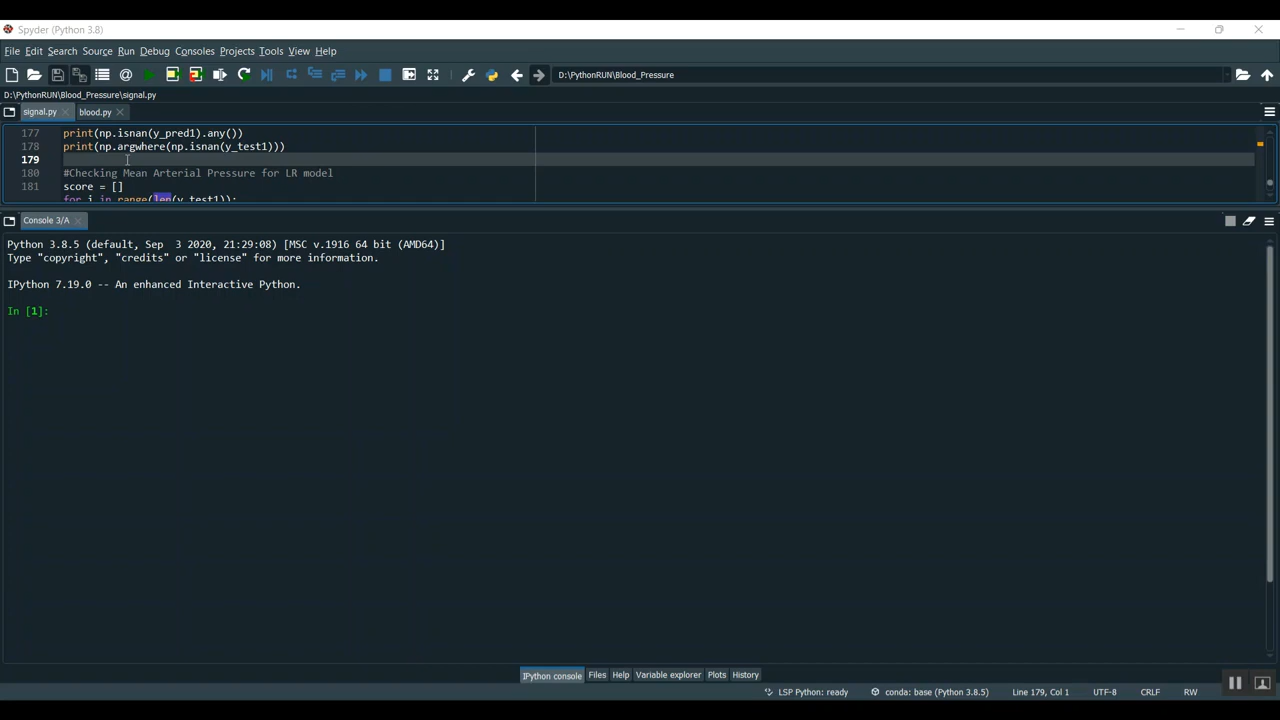 Spyder (Python 3.8)
File Edit Search Source Run Debug Consoles Projects Tools View Help
D:\PythonRUN\Blood_Pressure
D:\PythonRUN\Blood_Pressure\signal.py
signal.py blood.py
177 print(np.isnan(y_pred1).any())
178 print(np.argwhere(np.isnan(y_test1)))
179
180 #Checking Mean Arterial Pressure for LR model
181 score = []
for i in range(len(y_test1)):
Console 3/A
Python 3.8.5 (default, Sep 3 2020, 21:29:08) [MSC v.1916 64 bit (AMD64)]
Type "copyright", "credits" or "license" for more information.
IPython 7.19.0 -- An enhanced Interactive Python.
In [1]:
IPython console Files Help Variable explorer Plots History
LSP Python: ready conda: base (Python 3.8.5) Line 179, Col 1 UTF-8 CRLF RW